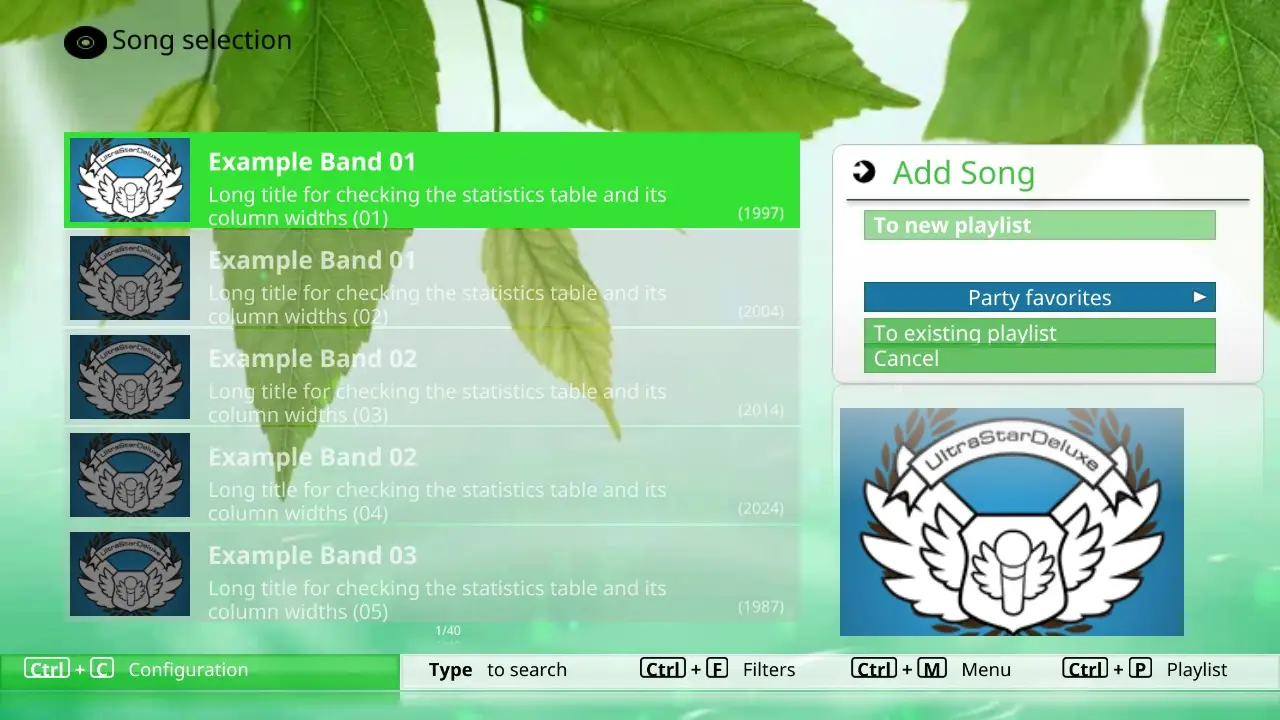 Song selection
Example Band 01
Long title for checking the statistics table and its
column widths (01)
(1997)
Example Band 01
Long title for checking the statistics table and its
column widths (02)
(2004)
Example Band 02
Long title for checking the statistics table and its
column widths (03)
(2014)
Example Band 02
Long title for checking the statistics table and its
column widths (04)
(2024)
Example Band 03
Long title for checking the statistics table and its
column widths (05)
(1987)
1/40
Add Song
To new playlist
Party favorites
To existing playlist
Cancel
UltraStarDeluxe
UltraStarDeluxe
UltraStarDeluxe
UltraStarDeluxe
UltraStarDeluxe
UltraStarDeluxe
Ctrl + C Configuration
Type to search
Ctrl + F Filters
Ctrl + M Menu
Ctrl + P Playlist